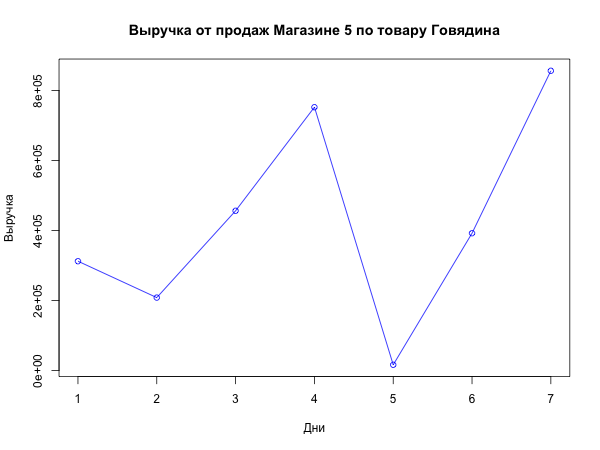 Выручка от продаж Магазине 5 по товару Говядина
Выручка
8e+05
6e+05
4e+05
2e+05
0e+00
1 2 3 4 5 6 7
Дни